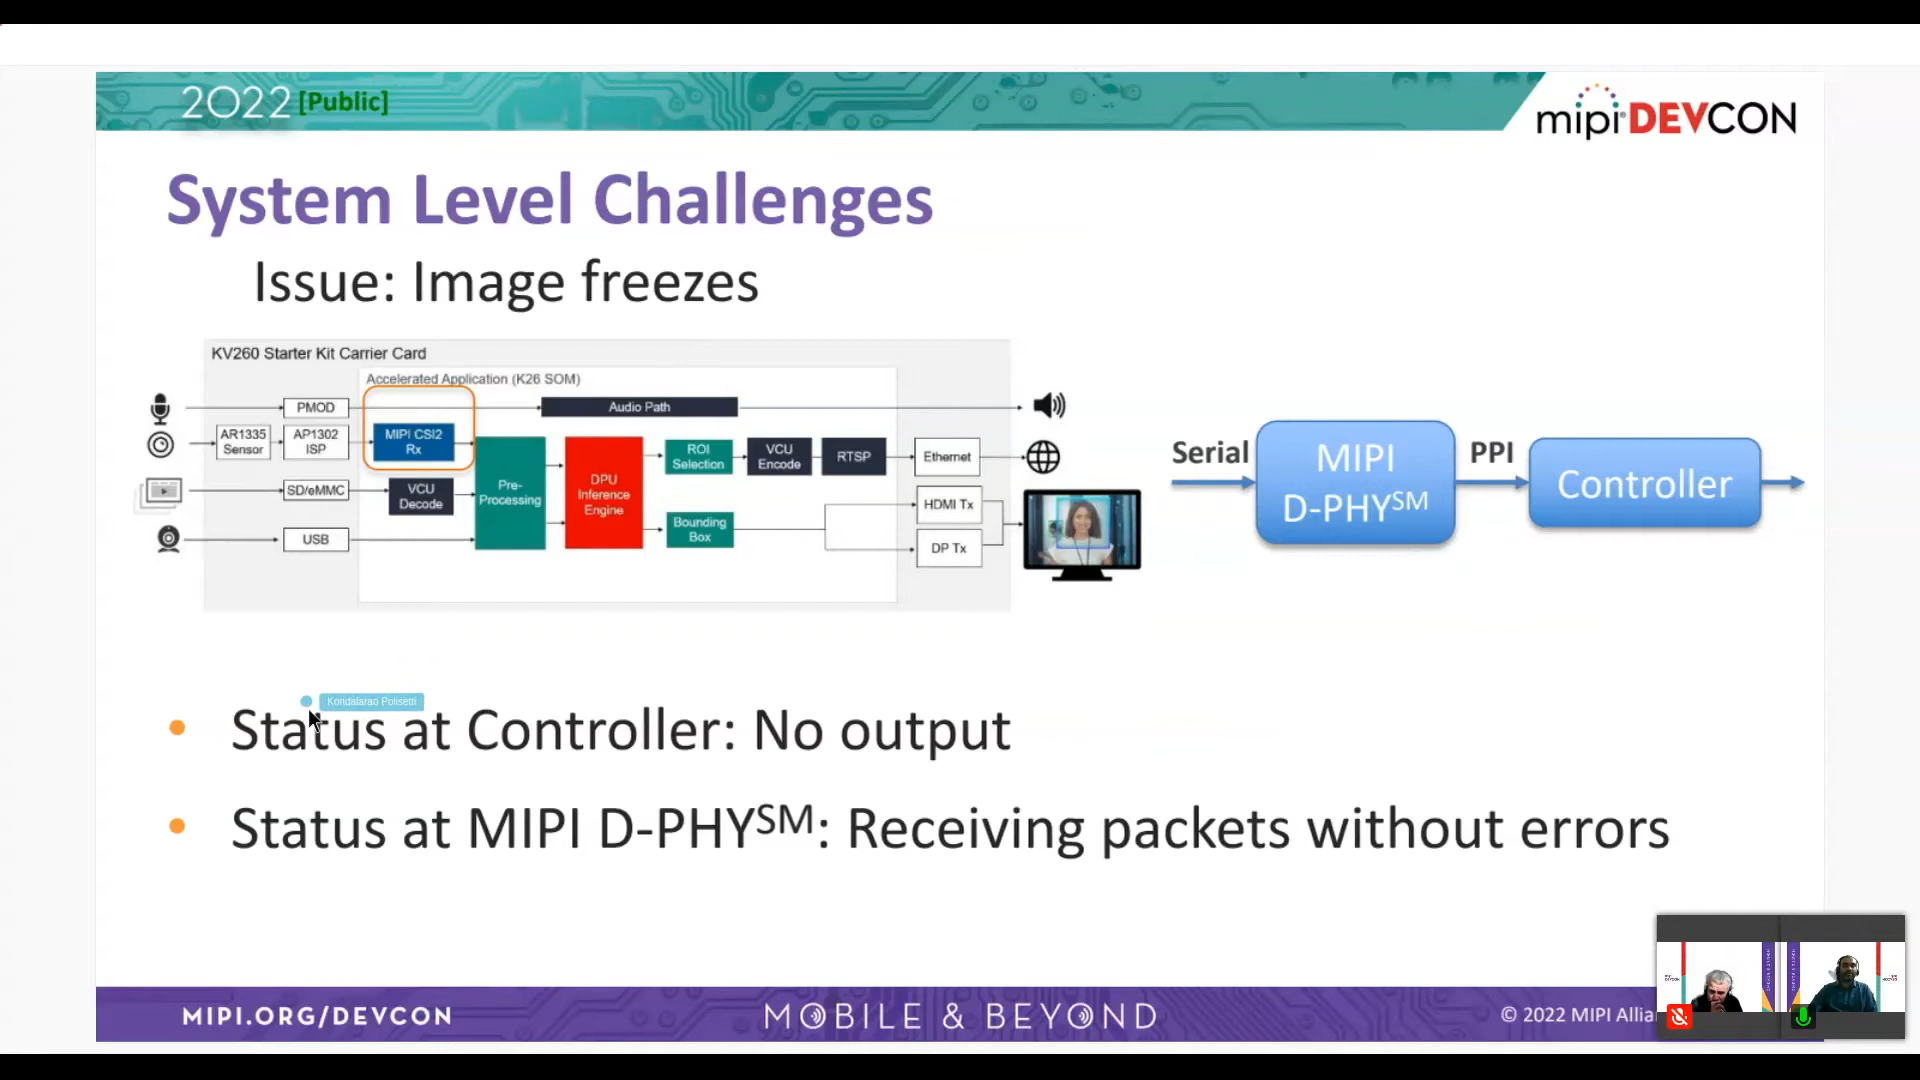 2022 [Public]
mipi DEVCON
System Level Challenges
Issue: Image freezes
KV260 Starter Kit Carrier Card
Accelerated Application (K26 SOM)
PMOD
Audio Path
AR1335
Sensor
AP1302
ISP
MIPI CSI2
Rx
SD/eMMC
VCU
Decode
USB
Pre-
Processing
DPU
Inference
Engine
ROI
Selection
VCU
Encode
RTSP
Bounding
Box
Ethernet
HDMI Tx
DP Tx
Serial
MIPI
D-PHYSM
PPI
Controller
Kondalarao Polisetti
• Status at Controller: No output
• Status at MIPI D-PHYSM: Receiving packets without errors
MIPI.ORG/DEVCON
MOBILE & BEYOND
© 2022 MIPI Allia